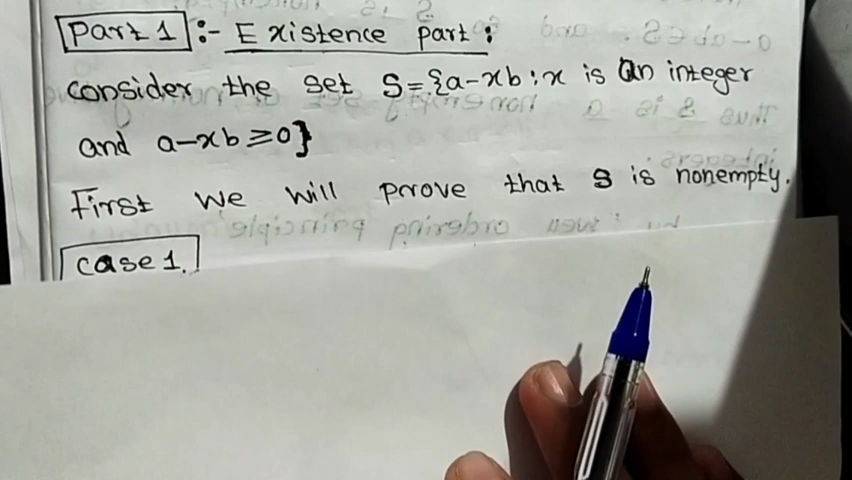 Part 1 :- Existence part :
consider the set S = {a-xb : x is an integer
and a-xb ≥ 0}
First we will prove that S is nonempty.
case 1.